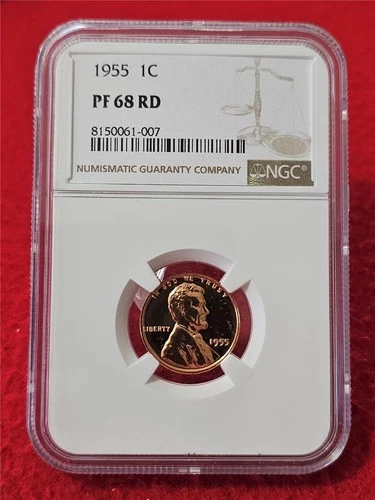 1955 1C
PF 68 RD
8150061-007
NUMISMATIC GUARANTY COMPANY
NGC®
IN GOD WE TRUST
LIBERTY
1955